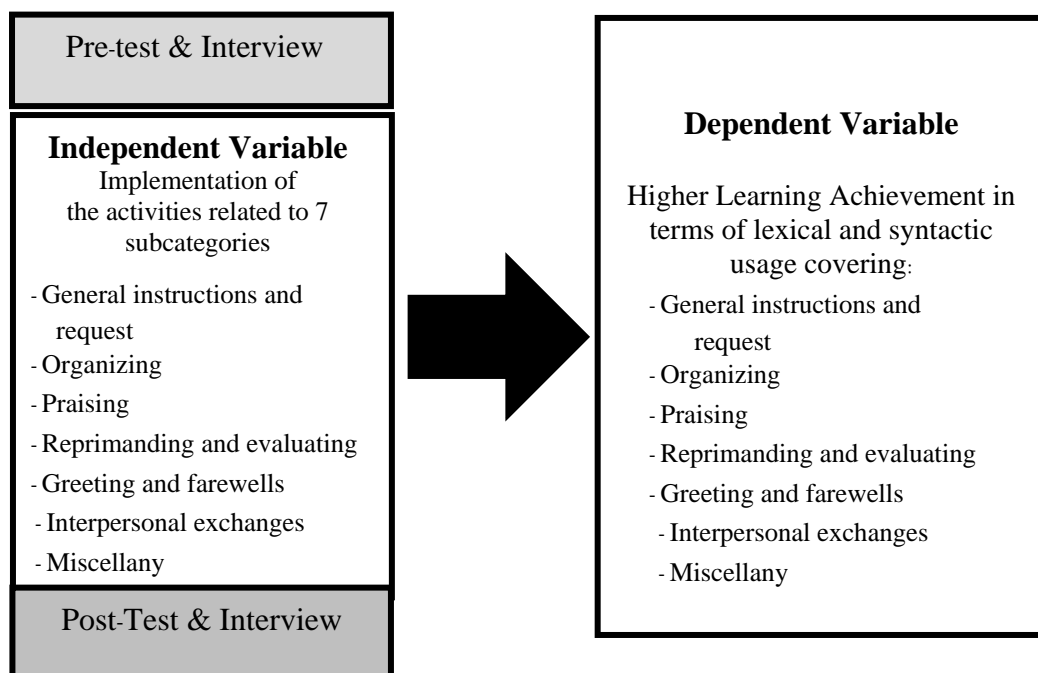 Pre-test & Interview
Independent Variable
Implementation of
the activities related to 7
subcategories
- General instructions and
request
- Organizing
- Praising
- Reprimanding and evaluating
- Greeting and farewells
- Interpersonal exchanges
- Miscellany
Post-Test & Interview
Dependent Variable
Higher Learning Achievement in
terms of lexical and syntactic
usage covering:
- General instructions and
request
- Organizing
- Praising
- Reprimanding and evaluating
- Greeting and farewells
- Interpersonal exchanges
- Miscellany